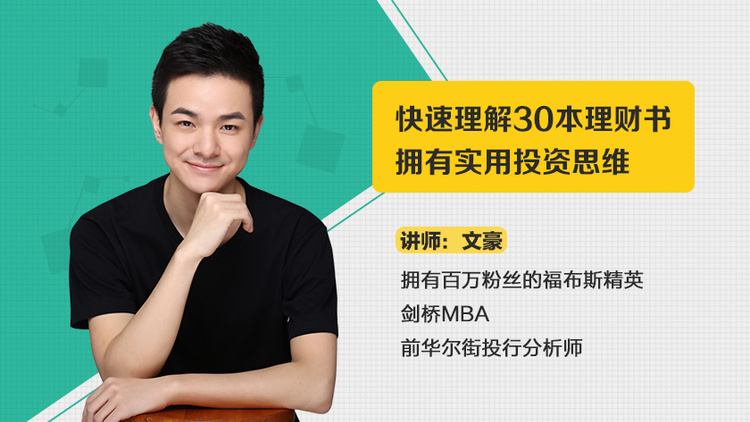 快速理解30本理财书
拥有实用投资思维
讲师：文豪
拥有百万粉丝的福布斯精英
剑桥MBA
前华尔街投行分析师